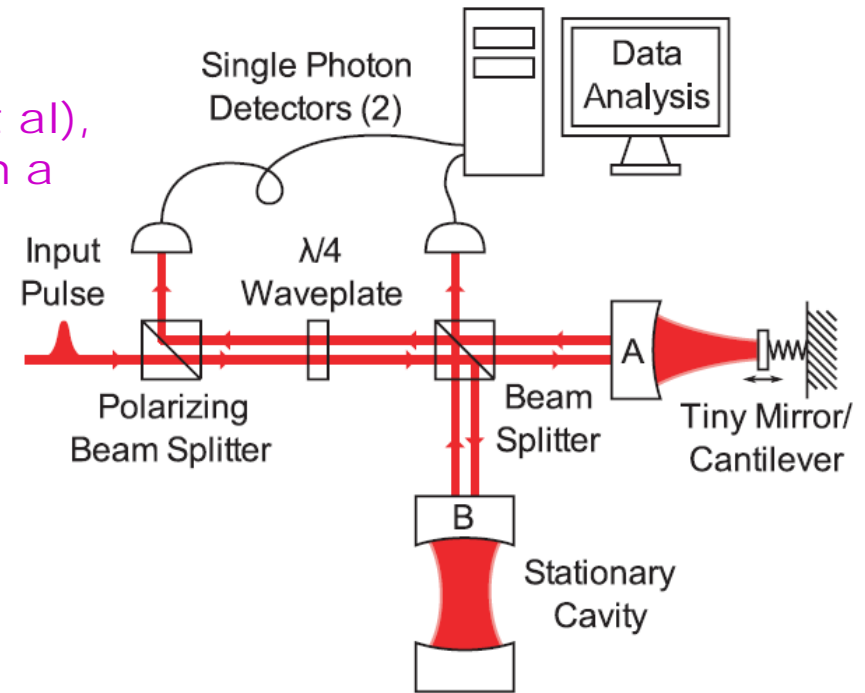 t al),
n a
Single Photon
Detectors (2)
Data
Analysis
Input
Pulse
λ/4
Waveplate
A
Polarizing
Beam Splitter
Beam
Splitter
Tiny Mirror/
Cantilever
B
Stationary
Cavity